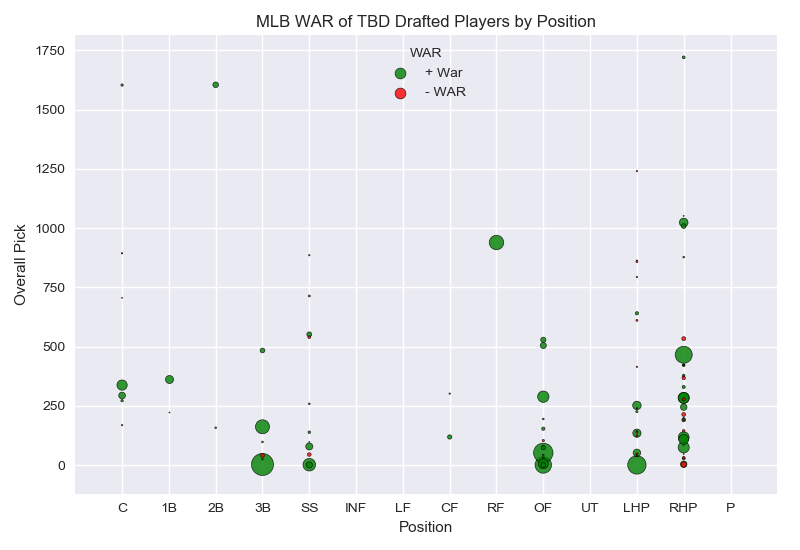 MLB WAR of TBD Drafted Players by Position
WAR
+ War
- WAR
1750
1500
1250
1000
750
500
250
0
Overall Pick
C 1B 2B 3B SS INF LF CF RF OF UT LHP RHP P
Position